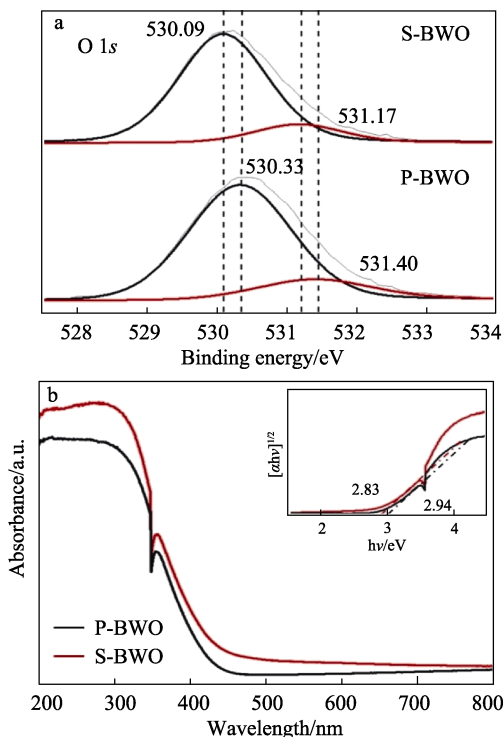 a
O 1s
530.09
S-BWO
531.17
530.33
P-BWO
531.40
528 529 530 531 532 533 534
Binding energy/eV
b
[αhν]1/2
2.83
2.94
2 3 4
hν/eV
Absorbance/a.u.
P-BWO
S-BWO
200 300 400 500 600 700 800
Wavelength/nm